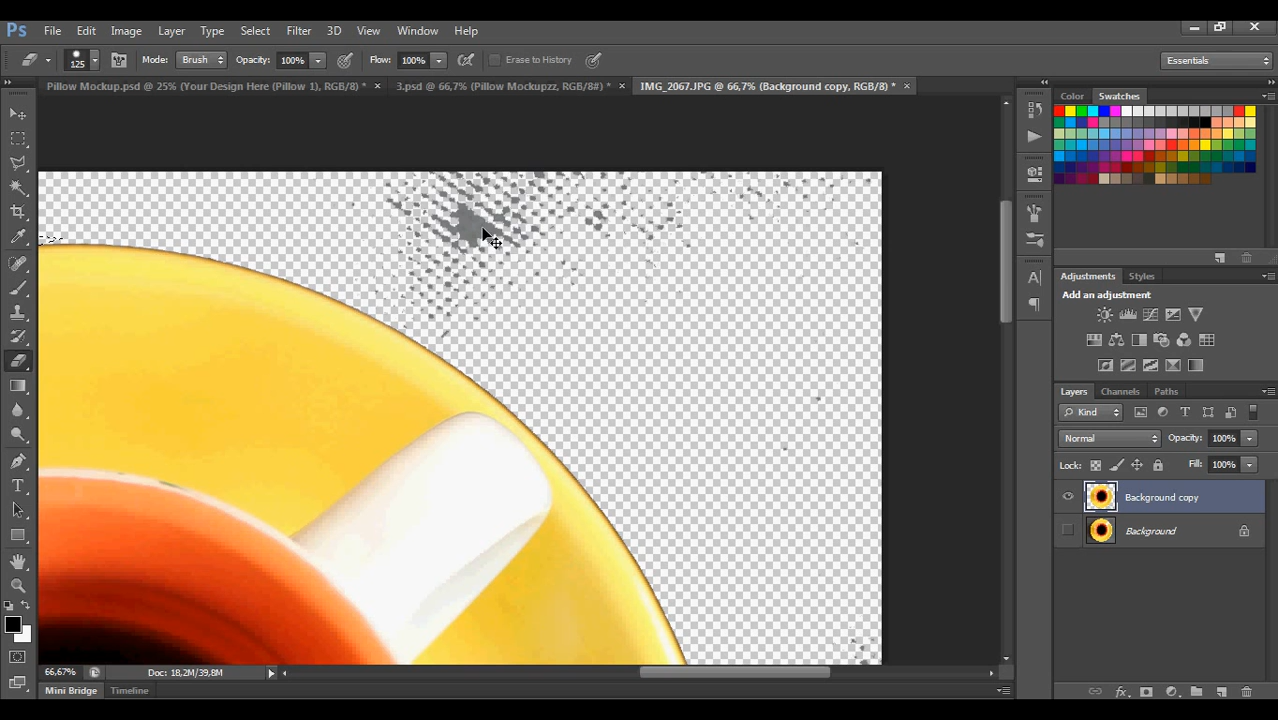 Ps File Edit Image Layer Type Select Filter 3D View Window Help
125 Mode: Brush Opacity: 100% Flow: 100% Erase to History Essentials
Pillow Mockup.psd @ 25% (Your Design Here (Pillow 1), RGB/8) * × 3.psd @ 66,7% (Pillow Mockupzz, RGB/8#) * × IMG_2067.JPG @ 66,7% (Background copy, RGB/8) * ×
Color Swatches
Adjustments Styles
Add an adjustment
Layers Channels Paths
Kind
Normal Opacity: 100%
Lock: Fill: 100%
Background copy
Background
66,67% Doc: 18,2M/39,8M
Mini Bridge Timeline